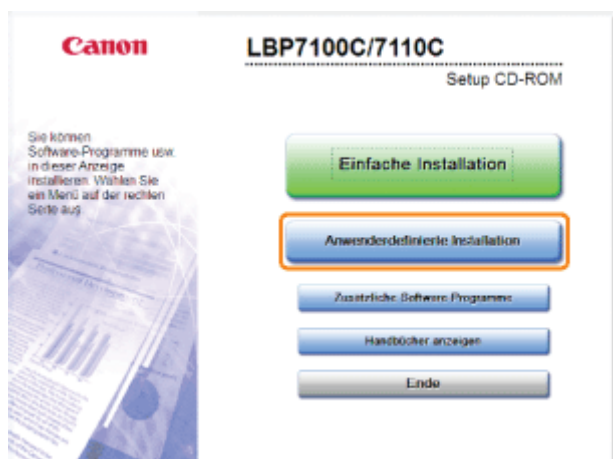 Canon
LBP7100C/7110C
Setup CD-ROM
Sie können
Software-Programme usw.
in dieser Anzeige
installieren. Wählen Sie
ein Menü auf der rechten
Seite aus.
Einfache Installation
Anwenderdefinierte Installation
Zusätzliche Software Programme
Handbücher anzeigen
Ende